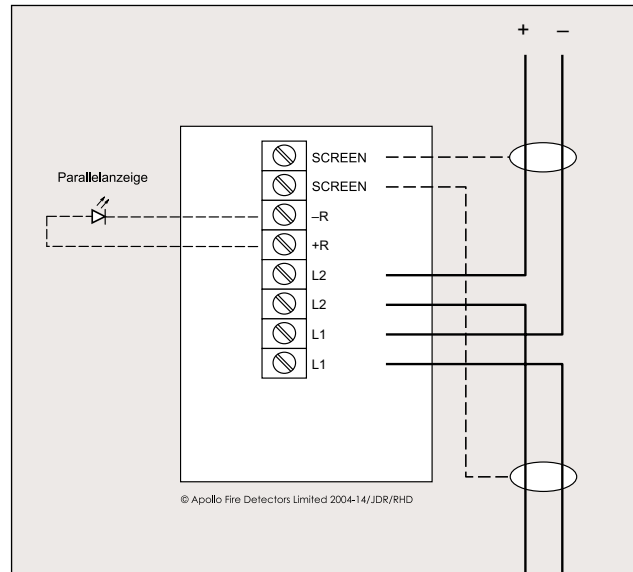 + –
SCREEN
Parallelanzeige
SCREEN
–R
+R
L2
L2
L1
L1
© Apollo Fire Detectors Limited 2004-14/JDR/RHD